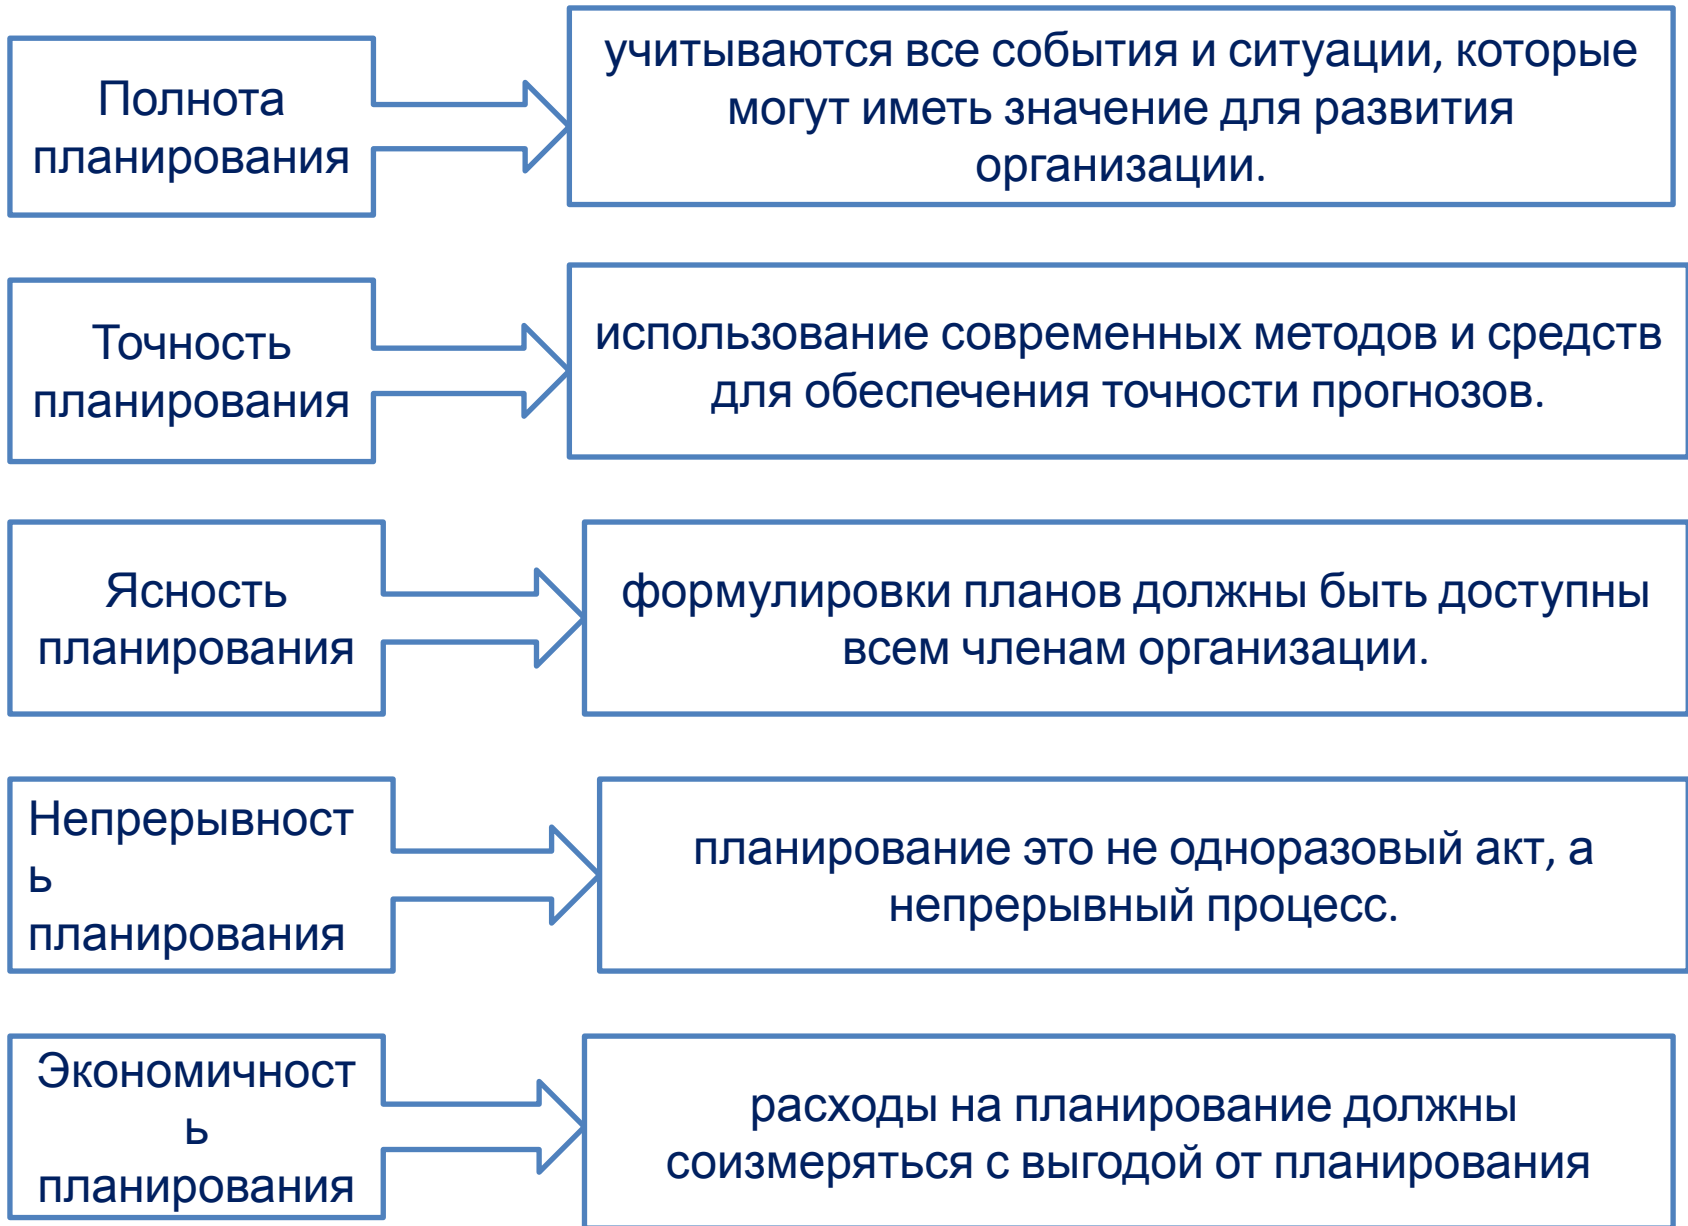 Полнота
планирования
учитываются все события и ситуации, которые
могут иметь значение для развития
организации.
Точность
планирования
использование современных методов и средств
для обеспечения точности прогнозов.
Ясность
планирования
формулировки планов должны быть доступны
всем членам организации.
Непрерывност
ь
планирования
планирование это не одноразовый акт, а
непрерывный процесс.
Экономичност
ь
планирования
расходы на планирование должны
соизмеряться с выгодой от планирования